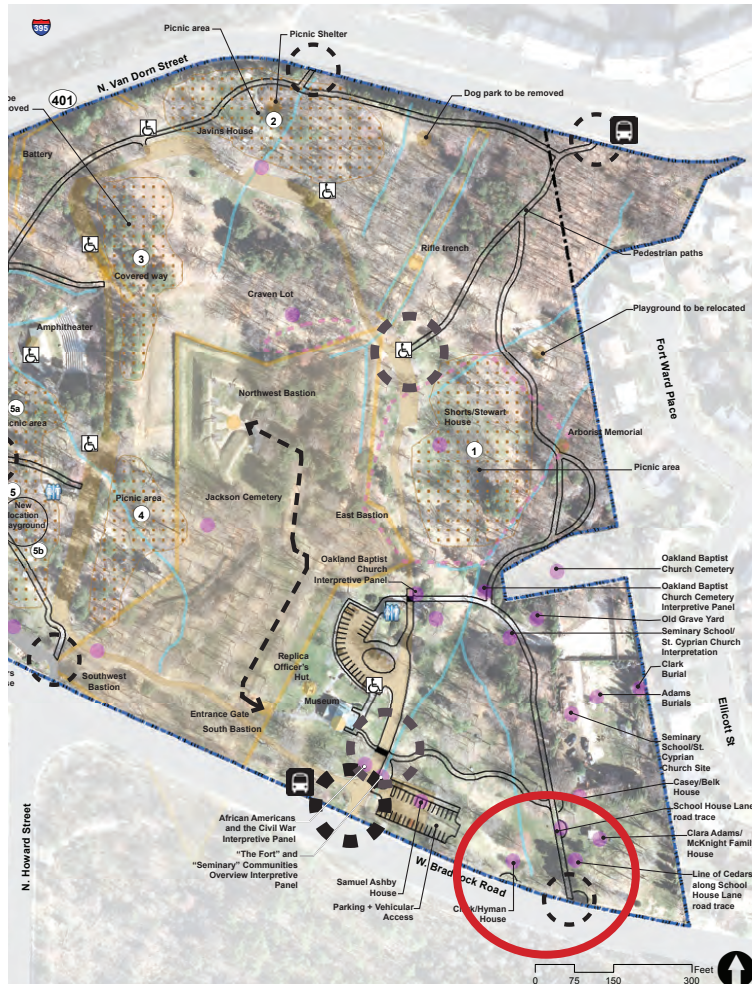 395
Picnic area
Picnic Shelter
N. Van Dorn Street
401
be
oved
Dog park to be removed
Javins House
2
Battery
Rifle trench
Pedestrian paths
3
Covered way
Craven Lot
Playground to be relocated
Amphitheater
Fort Ward Place
Northwest Bastion
5a
icnic area
Shorts/Stewart
House
Arborist Memorial
1
Picnic area
5
New
location
layground
Picnic area
4
Jackson Cemetery
East Bastion
5b
Oakland Baptist
Church
Interpretive Panel
Oakland Baptist
Church Cemetery
Oakland Baptist
Church Cemetery
Interpretive Panel
Old Grave Yard
Seminary School/
St. Cyprian Church
Interpretation
rs
se
Southwest
Bastion
Replica
Officer's
Hut
Museum
Clark
Burial
Adams
Burials
Ellicott St
Entrance Gate
South Bastion
Seminary
School/St.
Cyprian
Church Site
Casey/Belk
House
School House Lane
road trace
N. Howard Street
African Americans
and the Civil War
Interpretive Panel
"The Fort" and
"Seminary" Communities
Overview Interpretive
Panel
Clara Adams/
McKnight Famil
House
Samuel Ashby
House
Parking + Vehicular
Access
W. Braddock Road
Clark/Hyman
House
Line of Cedars
along School
House Lane
road trace
Feet
0 75 150 300